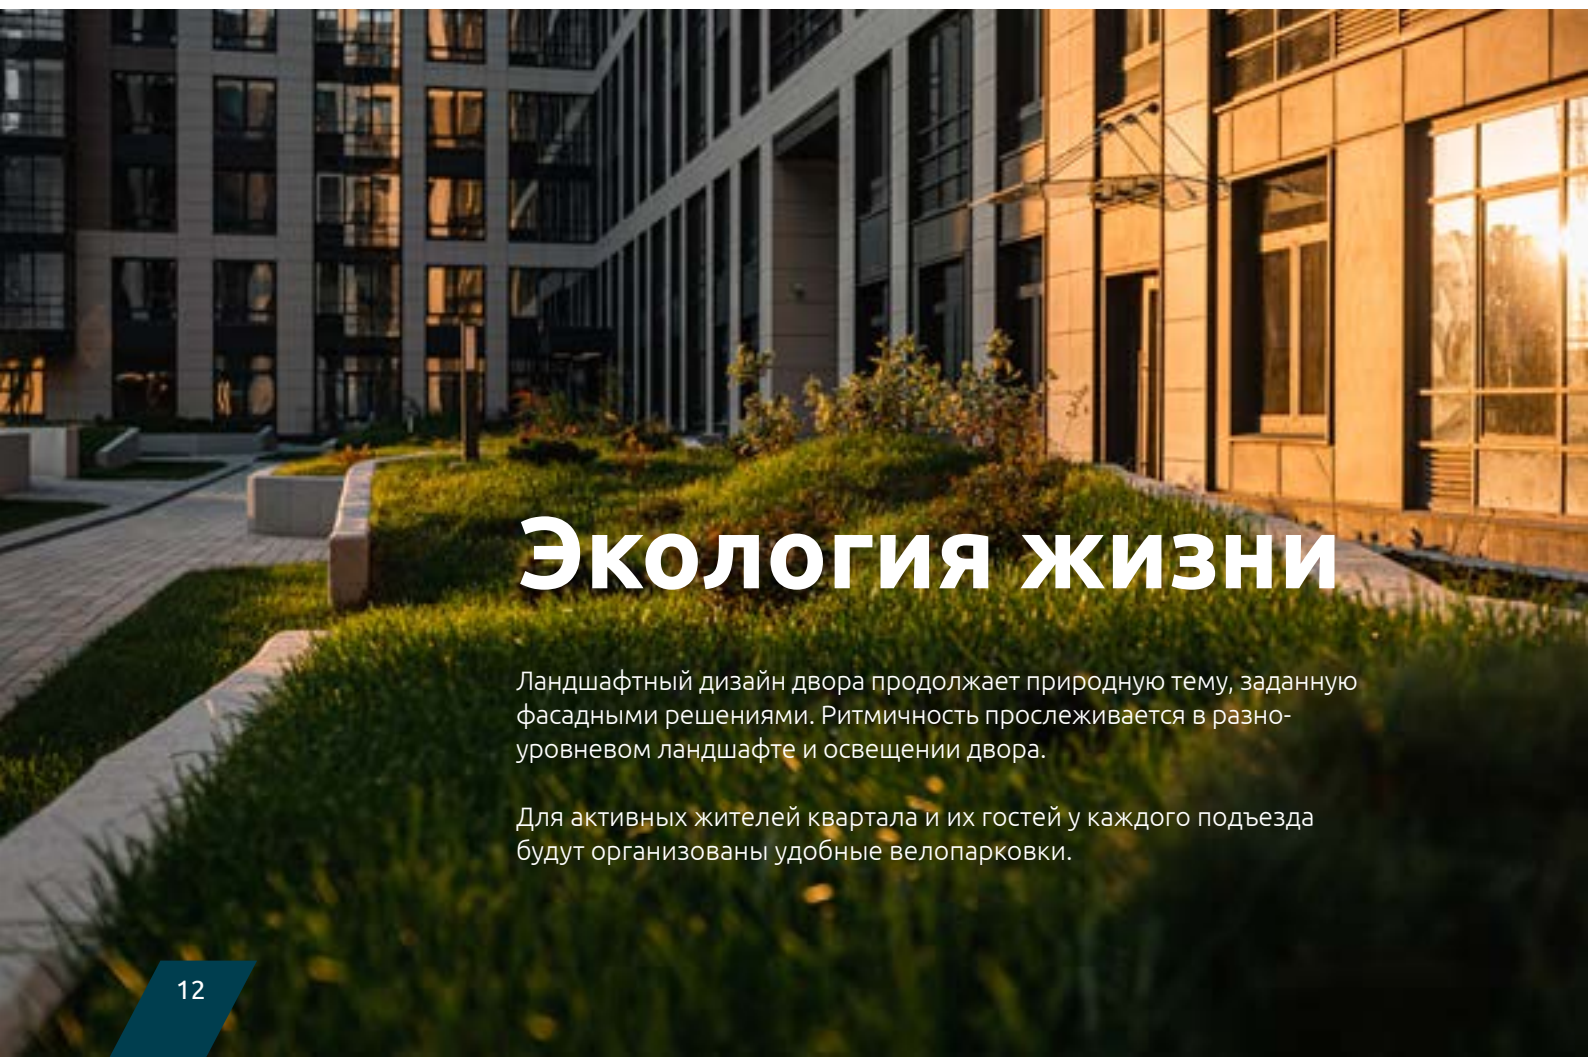 Экология жизни
Ландшафтный дизайн двора продолжает природную тему, заданную
фасадными решениями. Ритмичность прослеживается в разно-
уровневом ландшафте и освещении двора.
Для активных жителей квартала и их гостей у каждого подъезда
будут организованы удобные велопарковки.
12